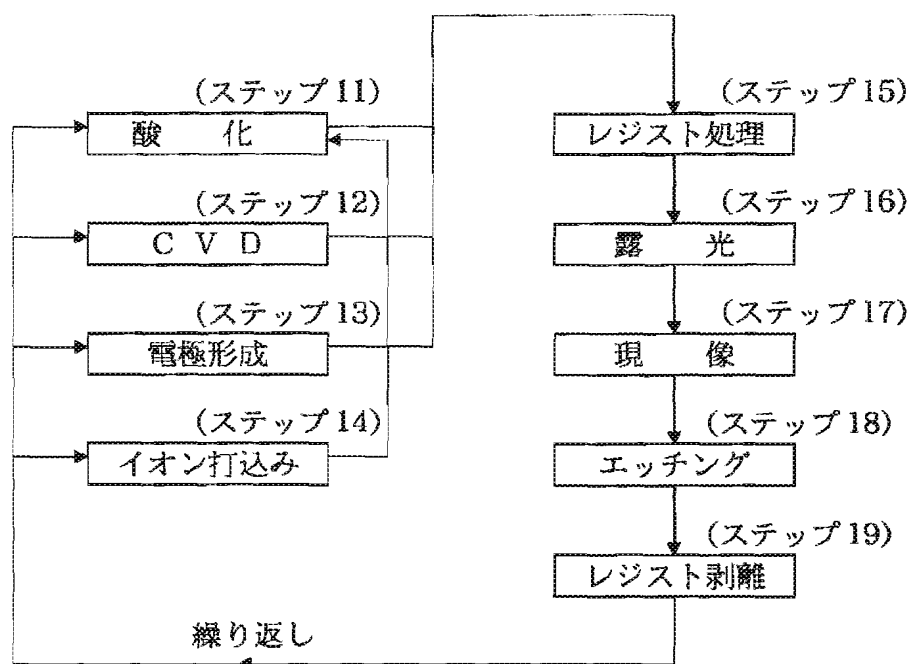 (ステップ11)
酸 化
(ステップ12)
C V D
(ステップ13)
電極形成
(ステップ14)
イオン打込み
(ステップ15)
レジスト処理
(ステップ16)
露 光
(ステップ17)
現 像
(ステップ18)
エッチング
(ステップ19)
レジスト剥離
繰り返し